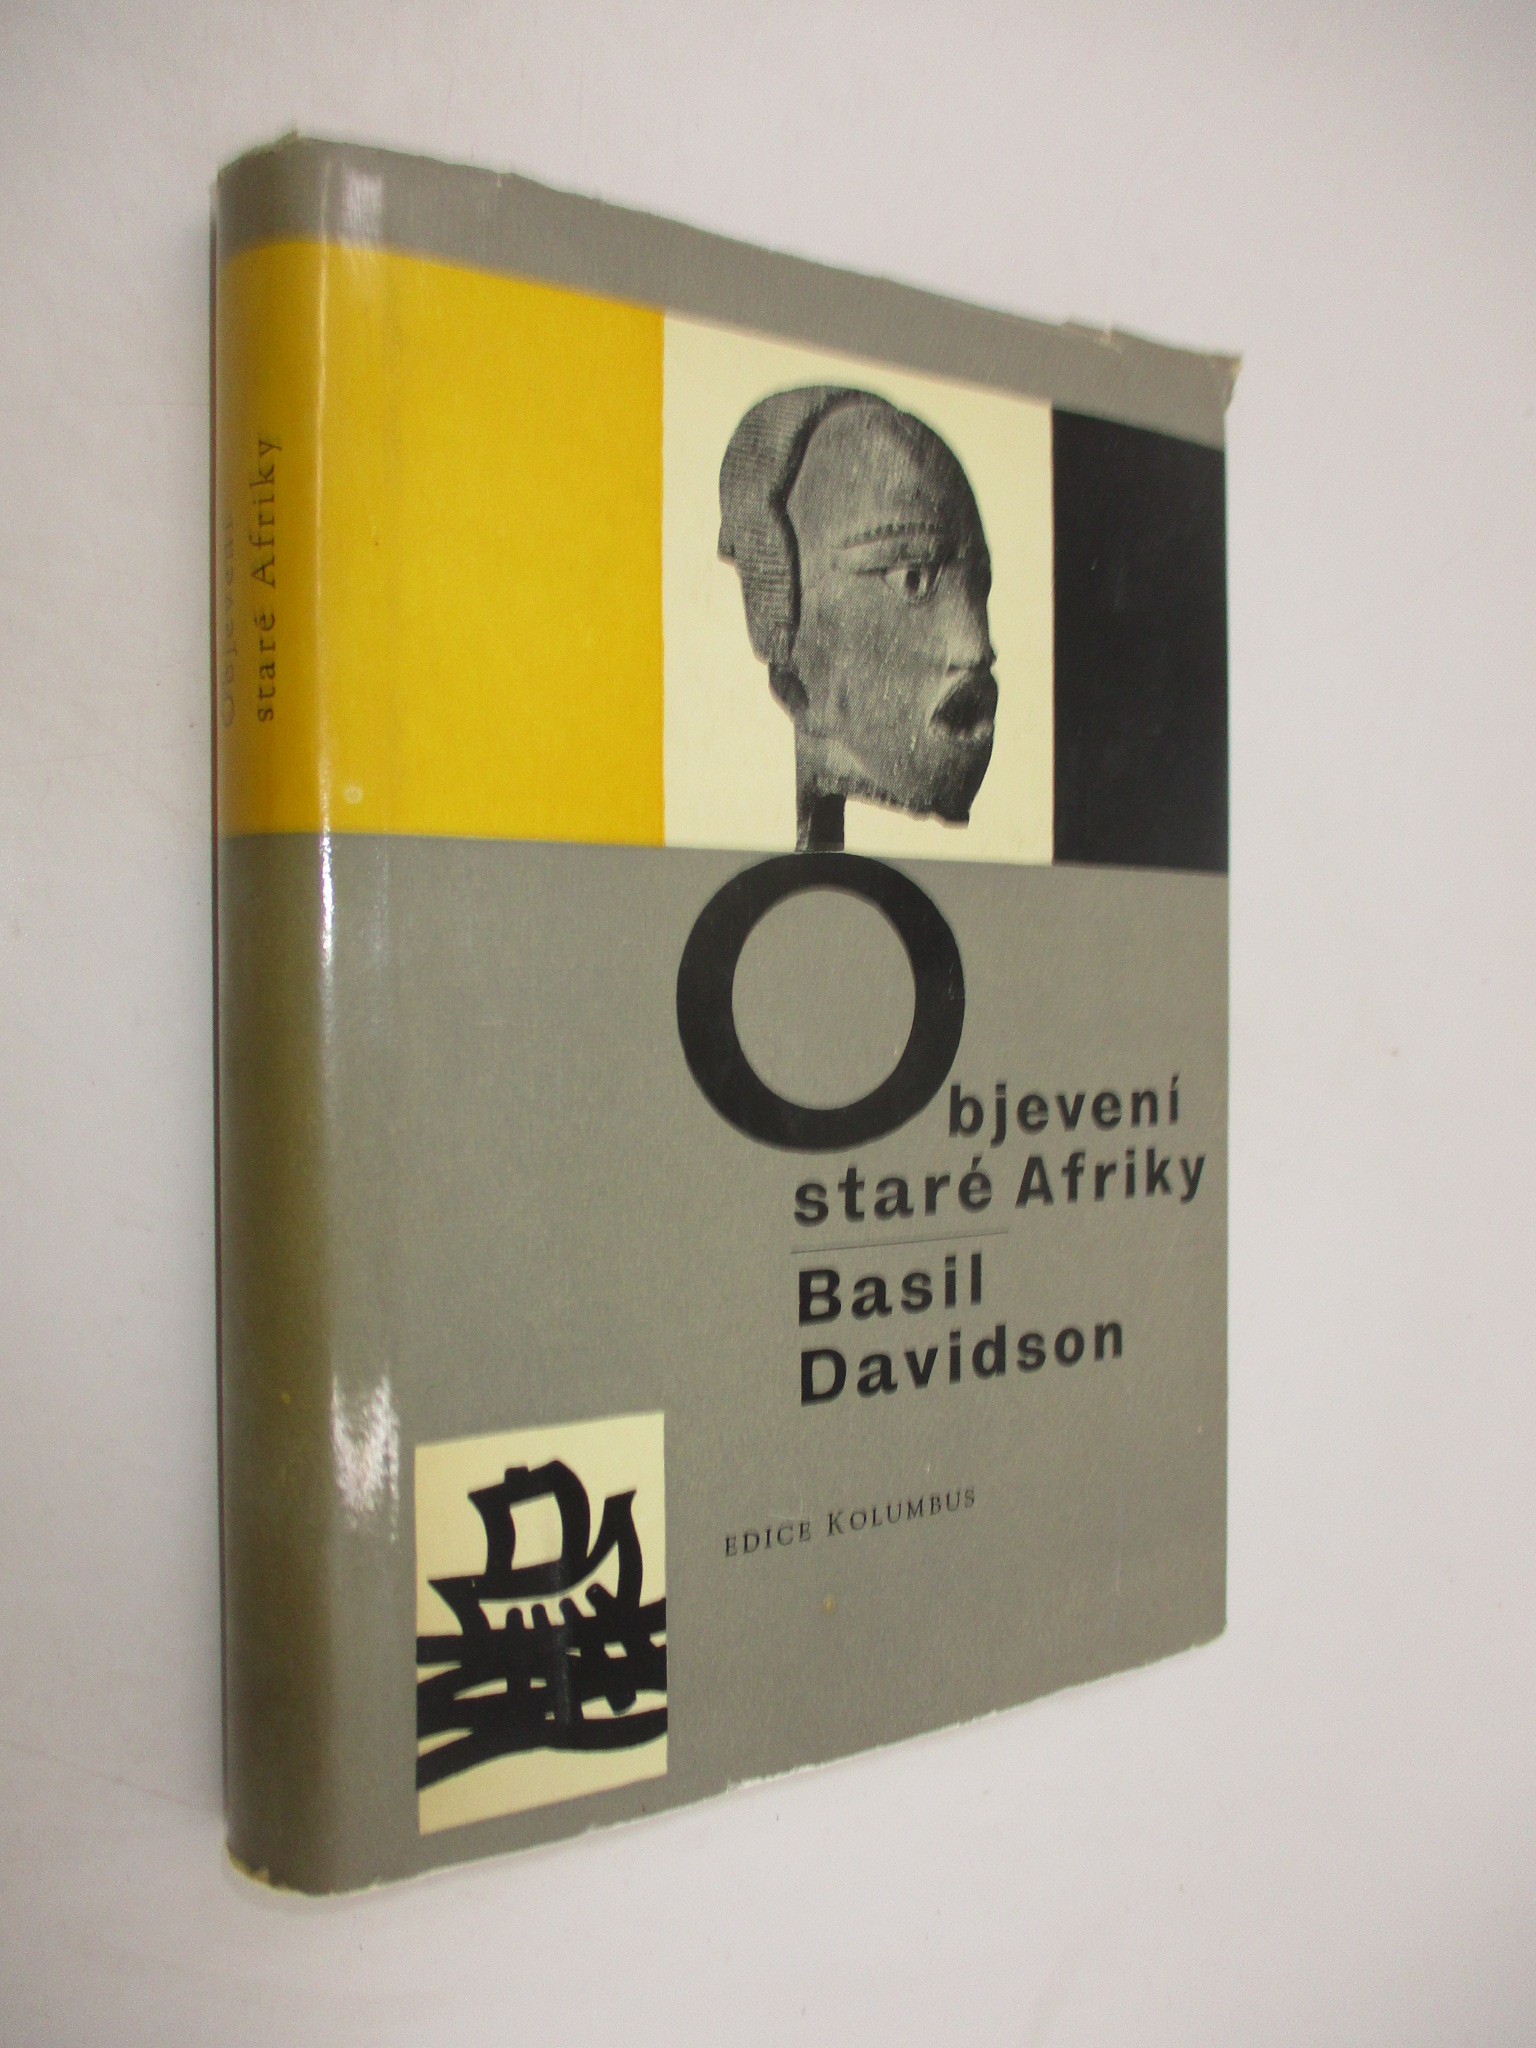 Objevení
staré Afriky
Objevení
staré Afriky
Basil
Davidson
EDICE KOLUMBUS